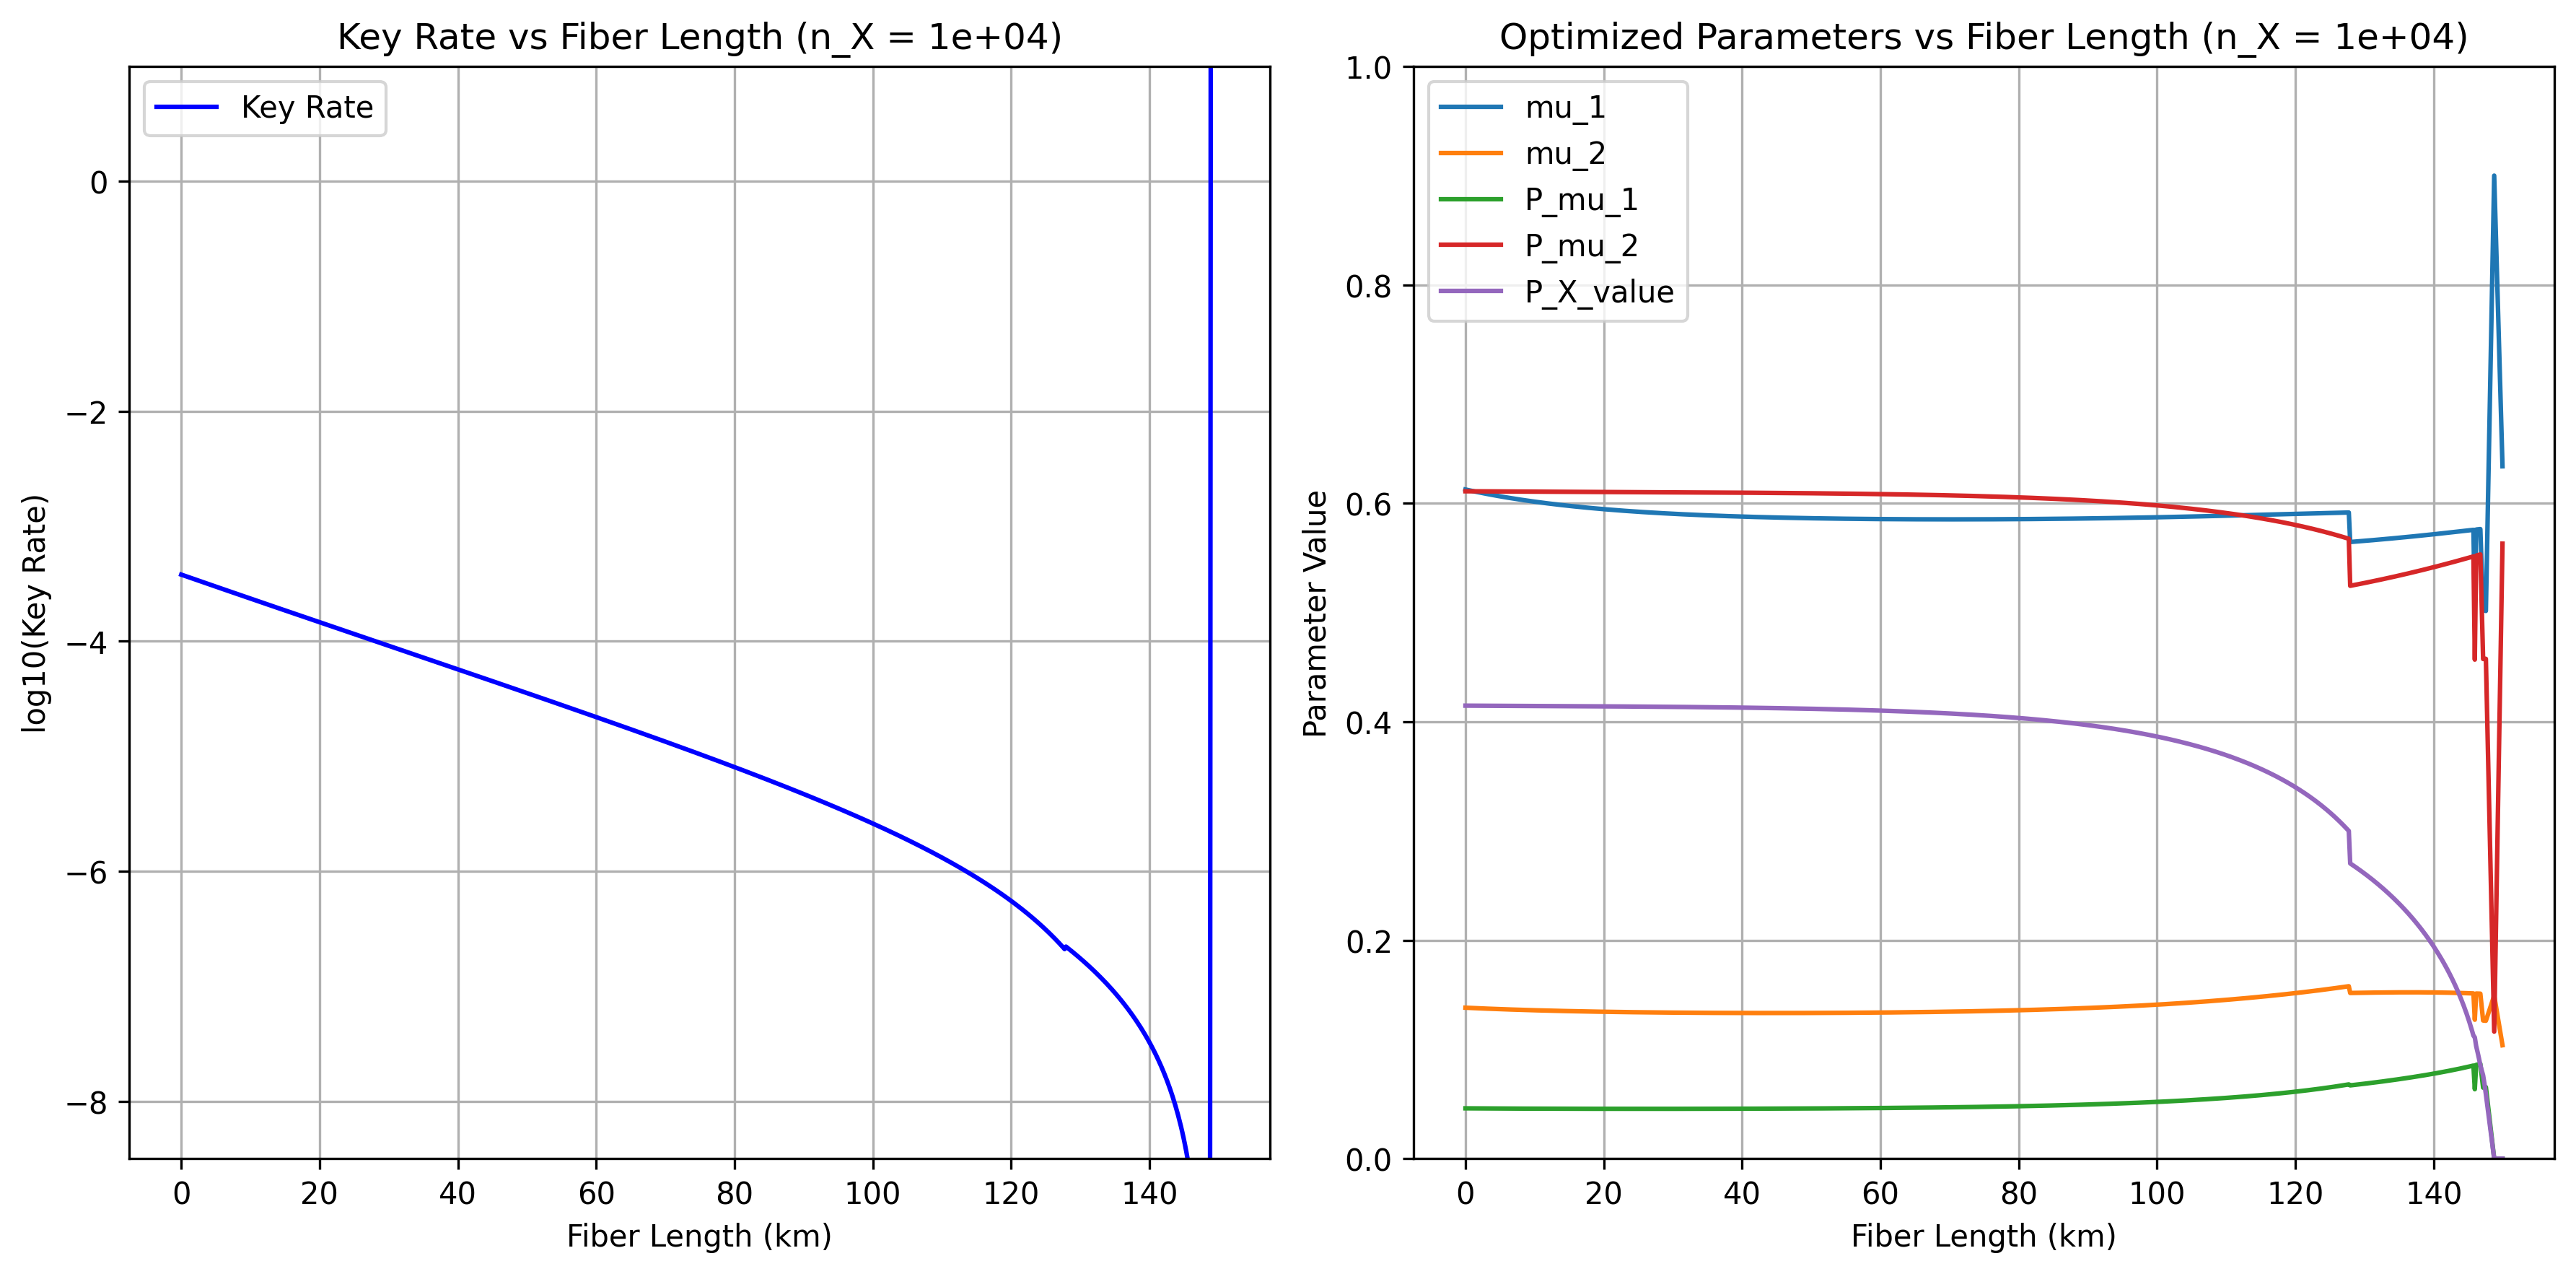 Key Rate vs Fiber Length (n_X = 1e+04)
Key Rate
log10(Key Rate)
0
−2
−4
−6
−8
0 20 40 60 80 100 120 140
Fiber Length (km)
Optimized Parameters vs Fiber Length (n_X = 1e+04)
mu_1
mu_2
P_mu_1
P_mu_2
P_X_value
Parameter Value
1.0
0.8
0.6
0.4
0.2
0.0
0 20 40 60 80 100 120 140
Fiber Length (km)